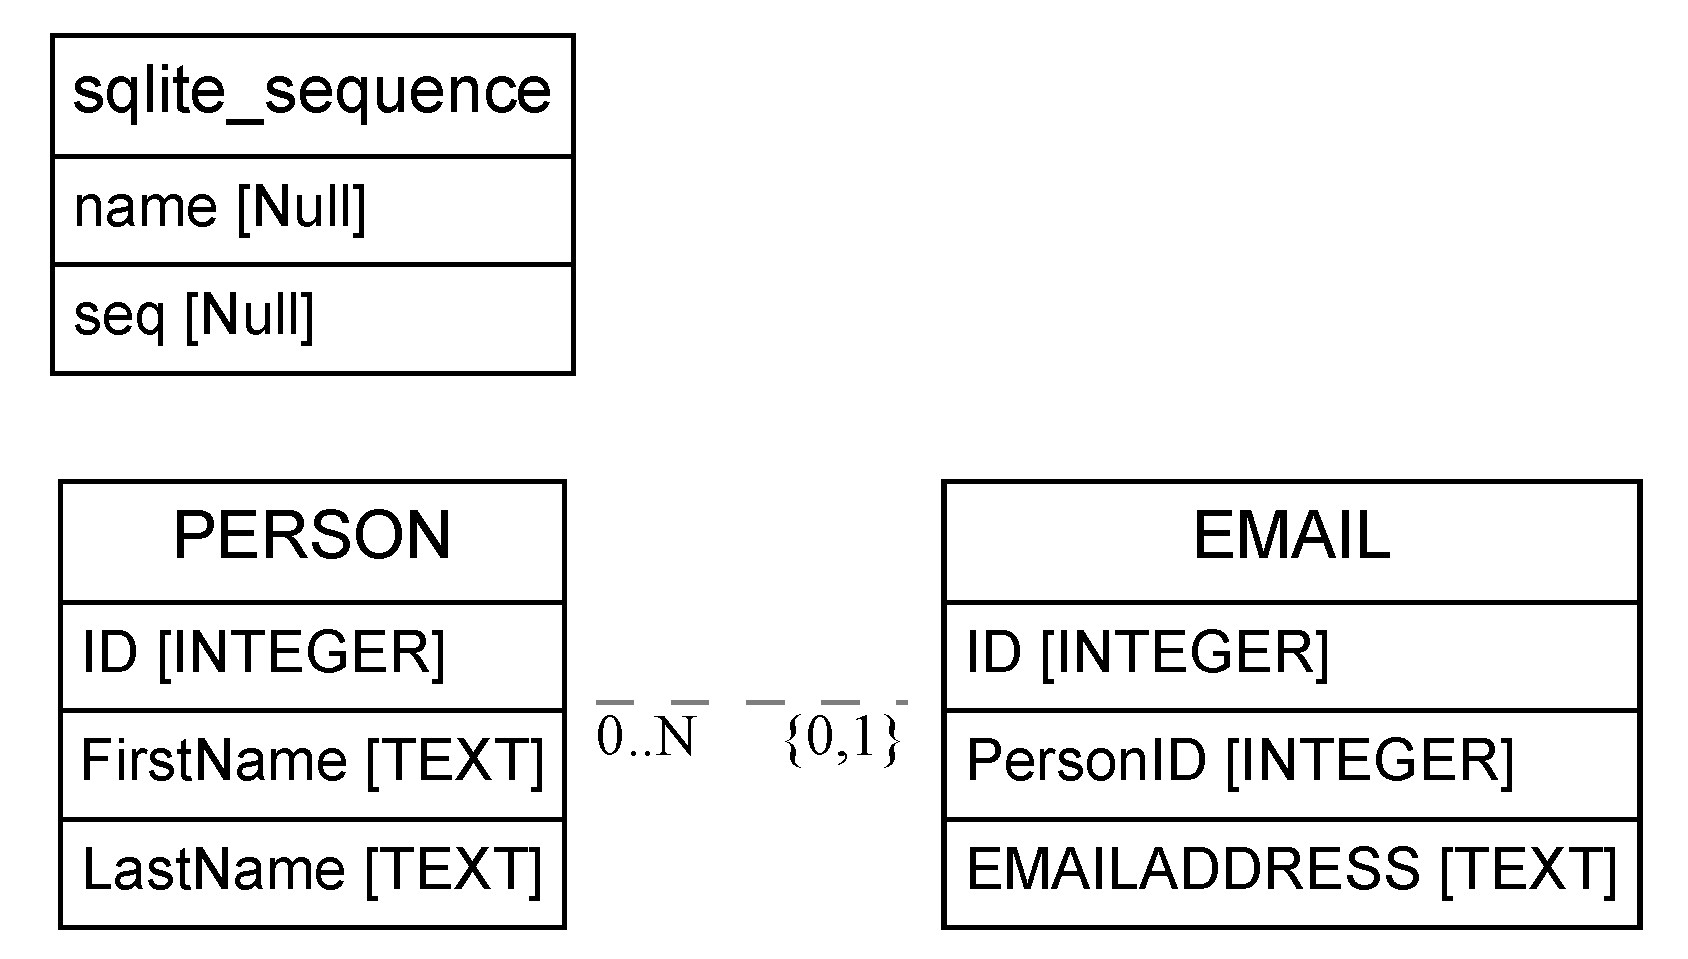 sqlite_sequence
name [Null]
seq [Null]
PERSON
ID [INTEGER]
FirstName [TEXT]
LastName [TEXT]
0..N
{0,1}
EMAIL
ID [INTEGER]
PersonID [INTEGER]
EMAILADDRESS [TEXT]